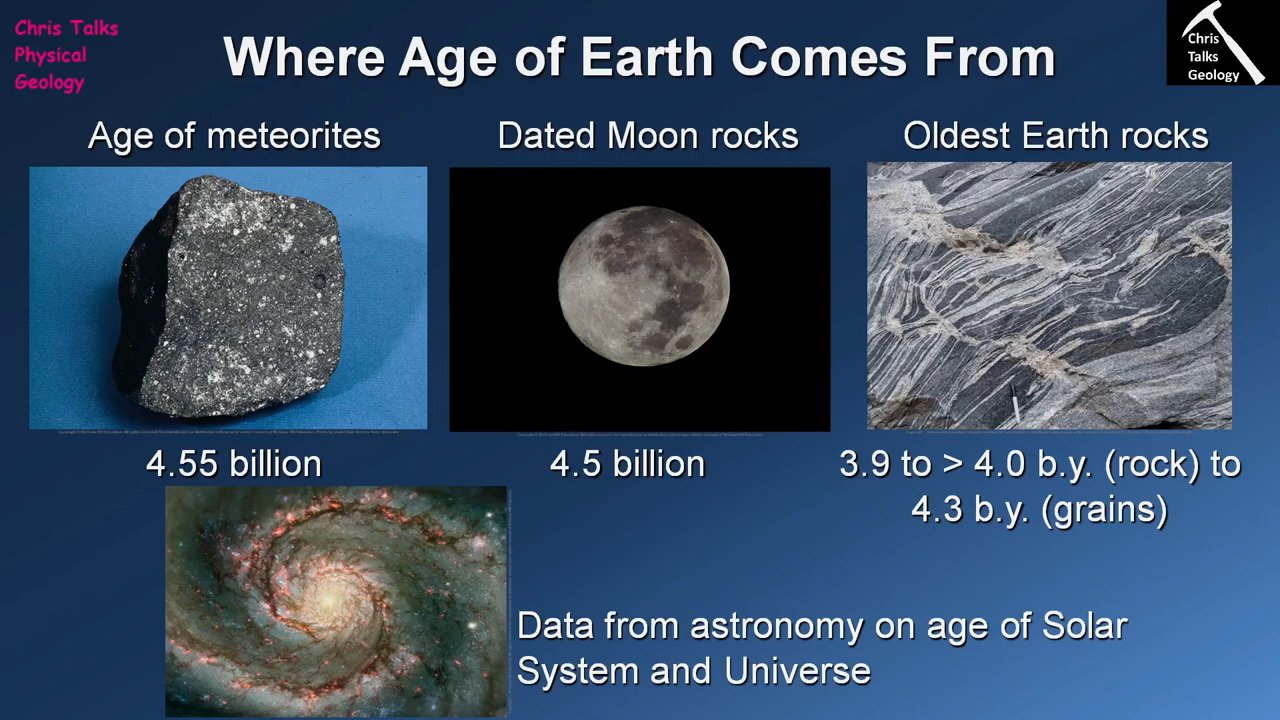 Chris Talks
Physical
Geology
Where Age of Earth Comes From
Chris
Talks
Geology
Age of meteorites
Dated Moon rocks
Oldest Earth rocks
4.55 billion
4.5 billion
3.9 to > 4.0 b.y. (rock) to
4.3 b.y. (grains)
Data from astronomy on age of Solar
System and Universe